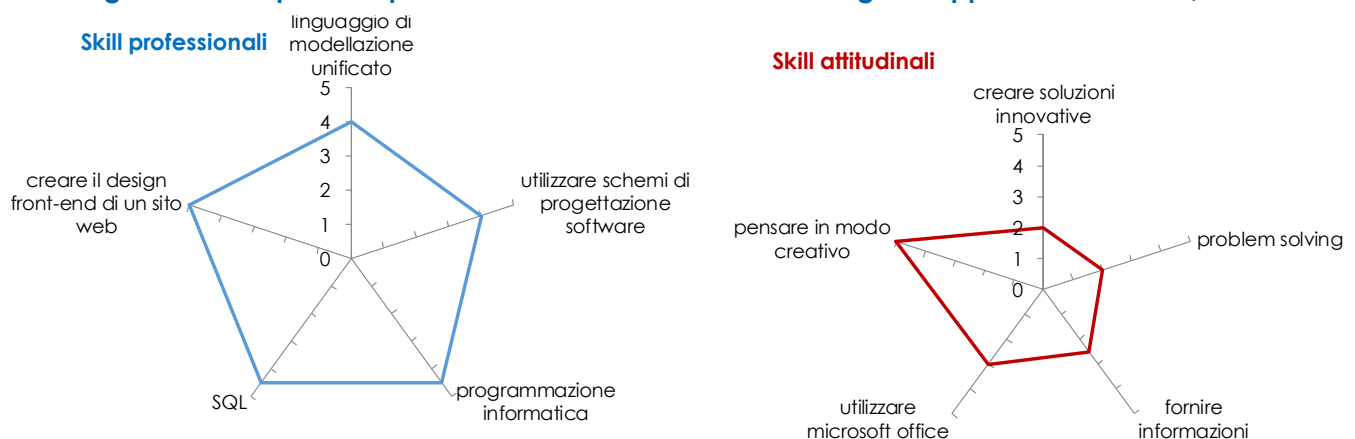 Skill professionali
linguaggio di
modellazione
unificato
5
4
3
2
1
0
utilizzare schemi di
progettazione
software
programmazione
informatica
SQL
creare il design
front-end di un sito
web
Skill attitudinali
creare soluzioni
innovative
5
4
3
2
1
0
problem solving
fornire
informazioni
utilizzare
microsoft office
pensare in modo
creativo